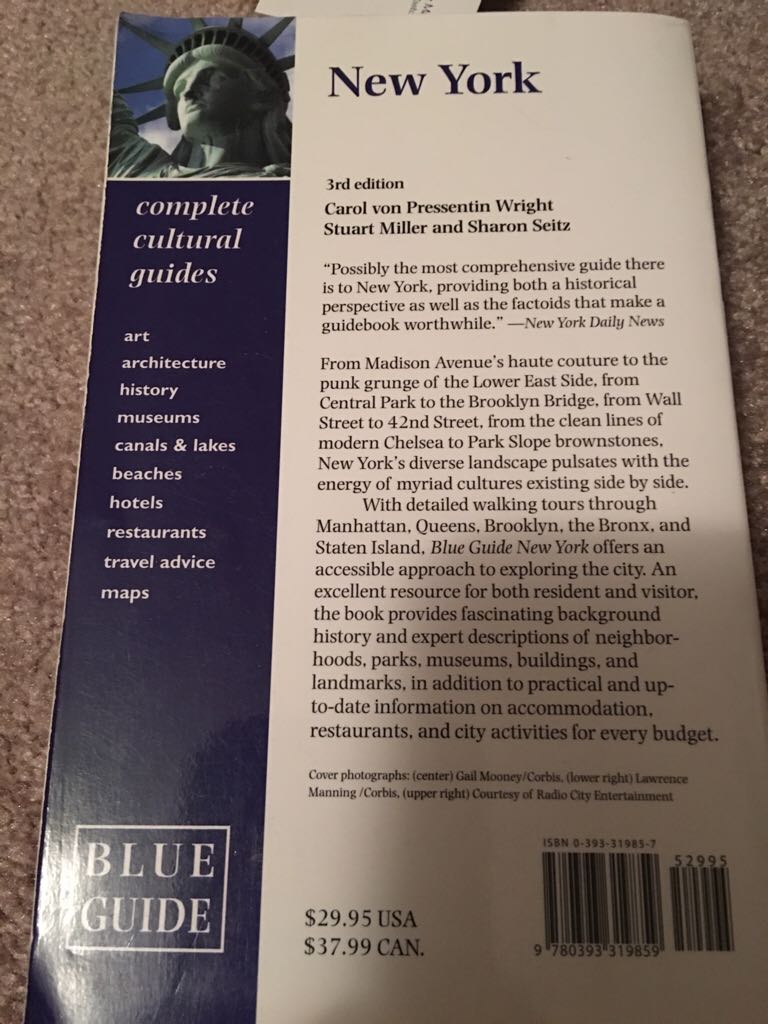 New York
3rd edition
Carol von Pressentin Wright
Stuart Miller and Sharon Seitz
"Possibly the most comprehensive guide there
is to New York, providing both a historical
perspective as well as the factoids that make a
guidebook worthwhile." —New York Daily News
From Madison Avenue's haute couture to the
punk grunge of the Lower East Side, from
Central Park to the Brooklyn Bridge, from Wall
Street to 42nd Street, from the clean lines of
modern Chelsea to Park Slope brownstones,
New York's diverse landscape pulsates with the
energy of myriad cultures existing side by side.
With detailed walking tours through
Manhattan, Queens, Brooklyn, the Bronx, and
Staten Island, Blue Guide New York offers an
accessible approach to exploring the city. An
excellent resource for both resident and visitor,
the book provides fascinating background
history and expert descriptions of neighbor-
hoods, parks, museums, buildings, and
landmarks, in addition to practical and up-
to-date information on accommodation,
restaurants, and city activities for every budget.
Cover photographs: (center) Gail Mooney/Corbis, (lower right) Lawrence
Manning /Corbis, (upper right) Courtesy of Radio City Entertainment
complete
cultural
guides
art
architecture
history
museums
canals & lakes
beaches
hotels
restaurants
travel advice
maps
BLUE
GUIDE
$29.95 USA
$37.99 CAN.
ISBN 0-393-31985-7
52995
9 780393 319859